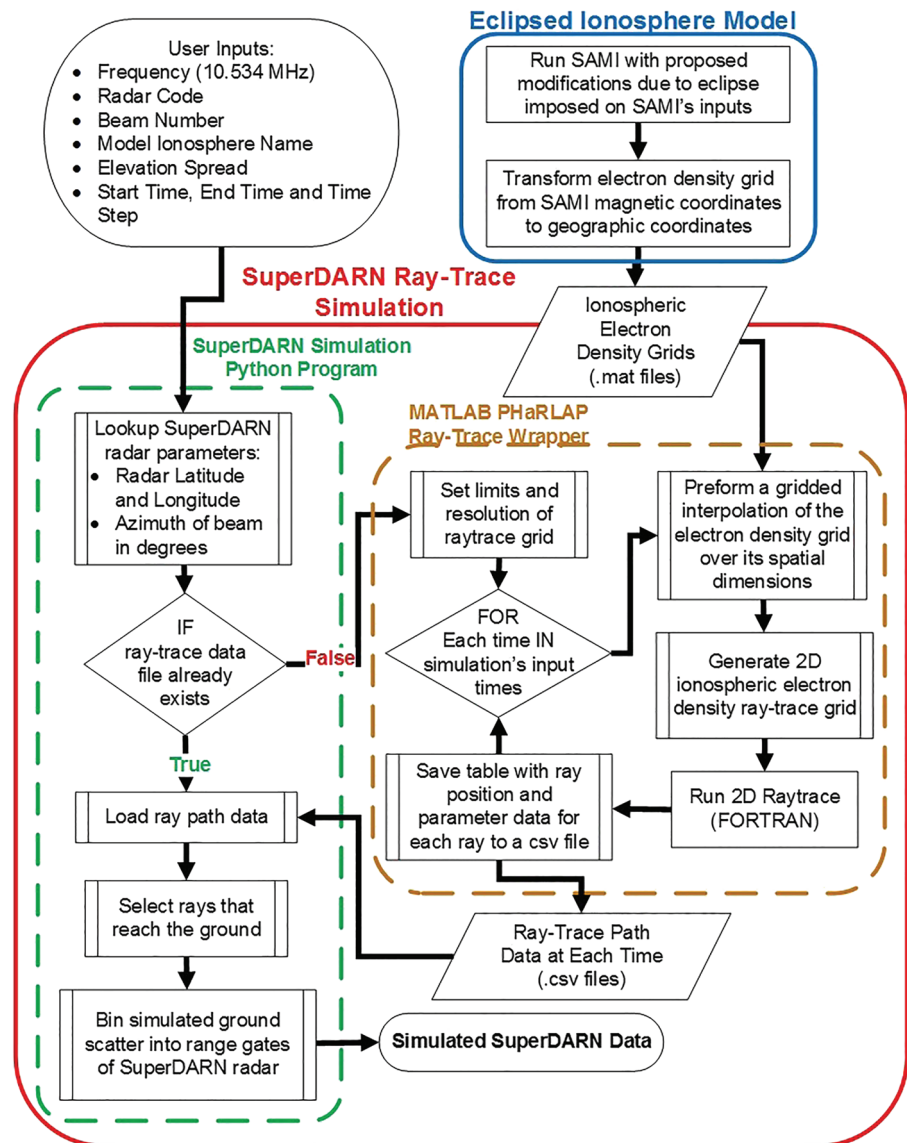 Eclipsed Ionosphere Model
User Inputs:
• Frequency (10.534 MHz)
• Radar Code
• Beam Number
• Model Ionosphere Name
• Elevation Spread
• Start Time, End Time and Time
Step
Run SAMI with proposed
modifications due to eclipse
imposed on SAMI's inputs
Transform electron density grid
from SAMI magnetic coordinates
to geographic coordinates
SuperDARN Ray-Trace
Simulation
Ionospheric
Electron
Density Grids
(.mat files)
SuperDARN Simulation
Python Program
Lookup SuperDARN
radar parameters:
• Radar Latitude
and Longitude
• Azimuth of beam
in degrees
IF
ray-trace data
file already
exists
False
True
MATLAB PHaRLAP
Ray-Trace Wrapper
Set limits and
resolution of
raytrace grid
FOR
Each time IN
simulation's input
times
Preform a gridded
interpolation of the
electron density grid
over its spatial
dimensions
Generate 2D
ionospheric electron
density ray-trace grid
Run 2D Raytrace
(FORTRAN)
Save table with ray
position and
parameter data for
each ray to a csv file
Ray-Trace Path
Data at Each Time
(.csv files)
Load ray path data
Select rays that
reach the ground
Bin simulated ground
scatter into range gates
of SuperDARN radar
Simulated SuperDARN Data